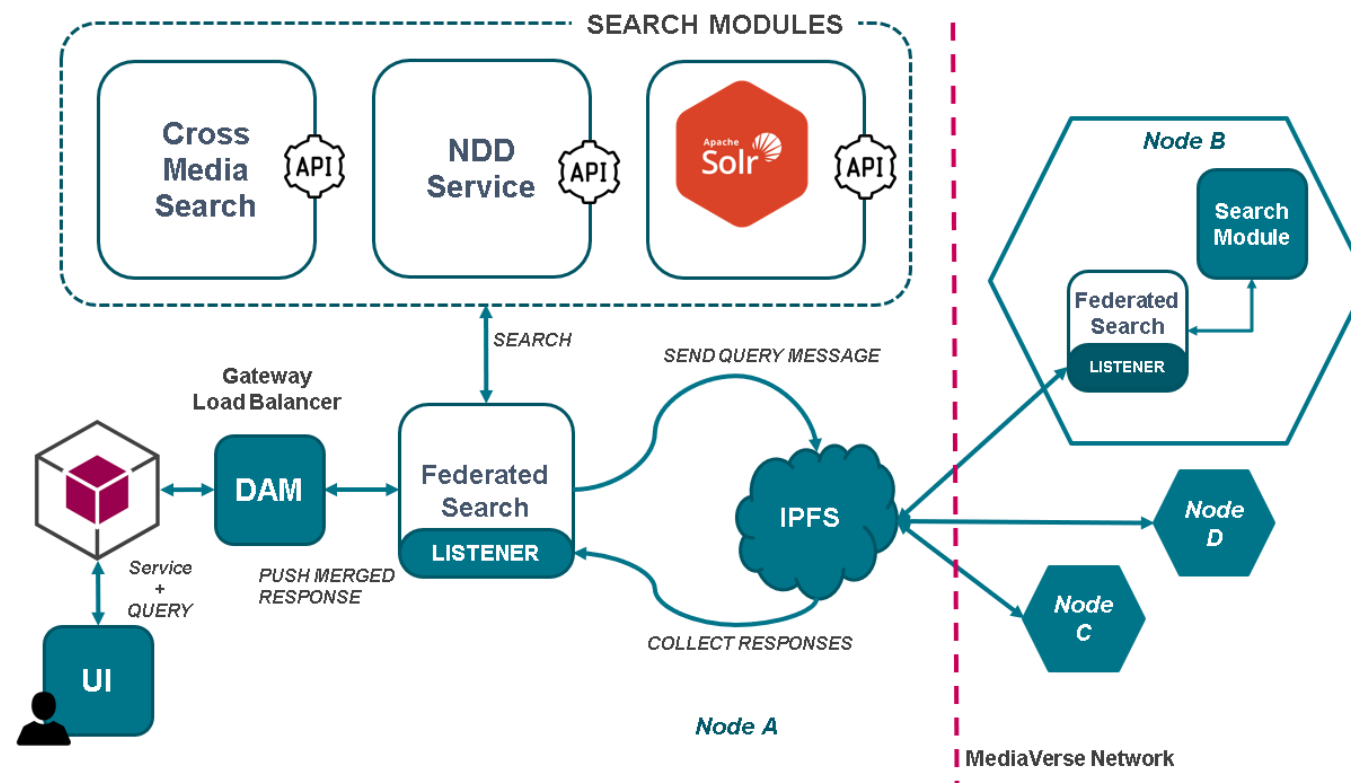 SEARCH MODULES
Cross
Media
Search
API
NDD
Service
API
Apache
Solr
API
Node B
Search
Module
Federated
Search
LISTENER
SEARCH
SEND QUERY MESSAGE
Gateway
Load Balancer
DAM
Federated
Search
LISTENER
IPFS
Node
D
Service
+
QUERY
PUSH MERGED
RESPONSE
COLLECT RESPONSES
Node
C
UI
Node A
MediaVerse Network